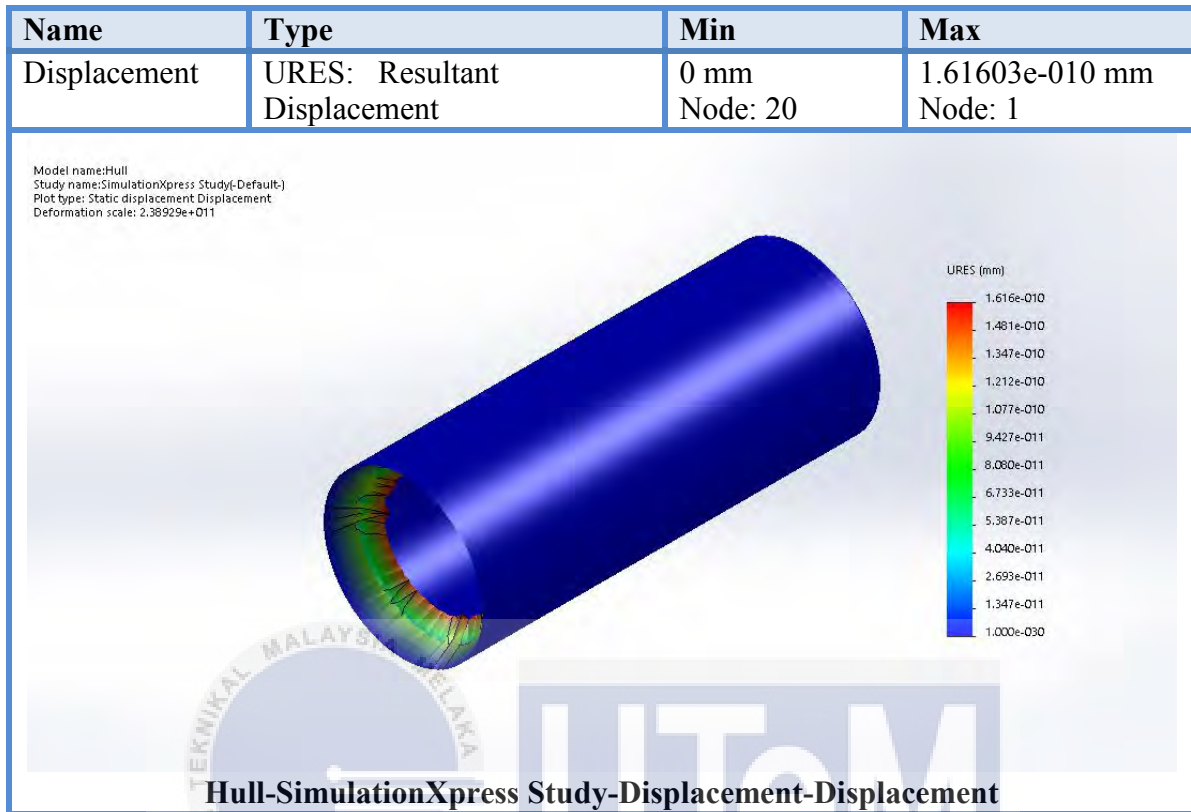 Name Type Min Max
Displacement URES: Resultant 0 mm 1.61603e-010 mm
Displacement Node: 20 Node: 1
Model name:Hull
Study name:SimulationXpress Study(-Default-)
Plot type: Static displacement Displacement
Deformation scale: 2.38929e+011
URES (mm)
1.616e-010
1.481e-010
1.347e-010
1.212e-010
1.077e-010
9.427e-011
8.080e-011
6.733e-011
5.387e-011
4.040e-011
2.693e-011
1.347e-011
1.000e-030
TEKNIKAL MALAYSIA MELAKA
UTeM
Hull-SimulationXpress Study-Displacement-Displacement